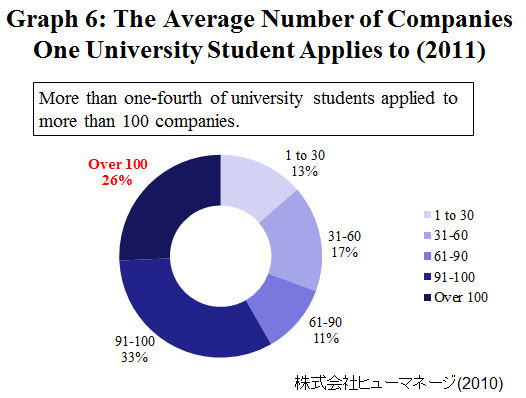 Graph 6: The Average Number of Companies
One University Student Applies to (2011)
More than one-fourth of university students applied to
more than 100 companies.
Over 100
26%
1 to 30
13%
31-60
17%
61-90
11%
91-100
33%
1 to 30
31-60
61-90
91-100
Over 100
株式会社ヒューマネージ(2010)